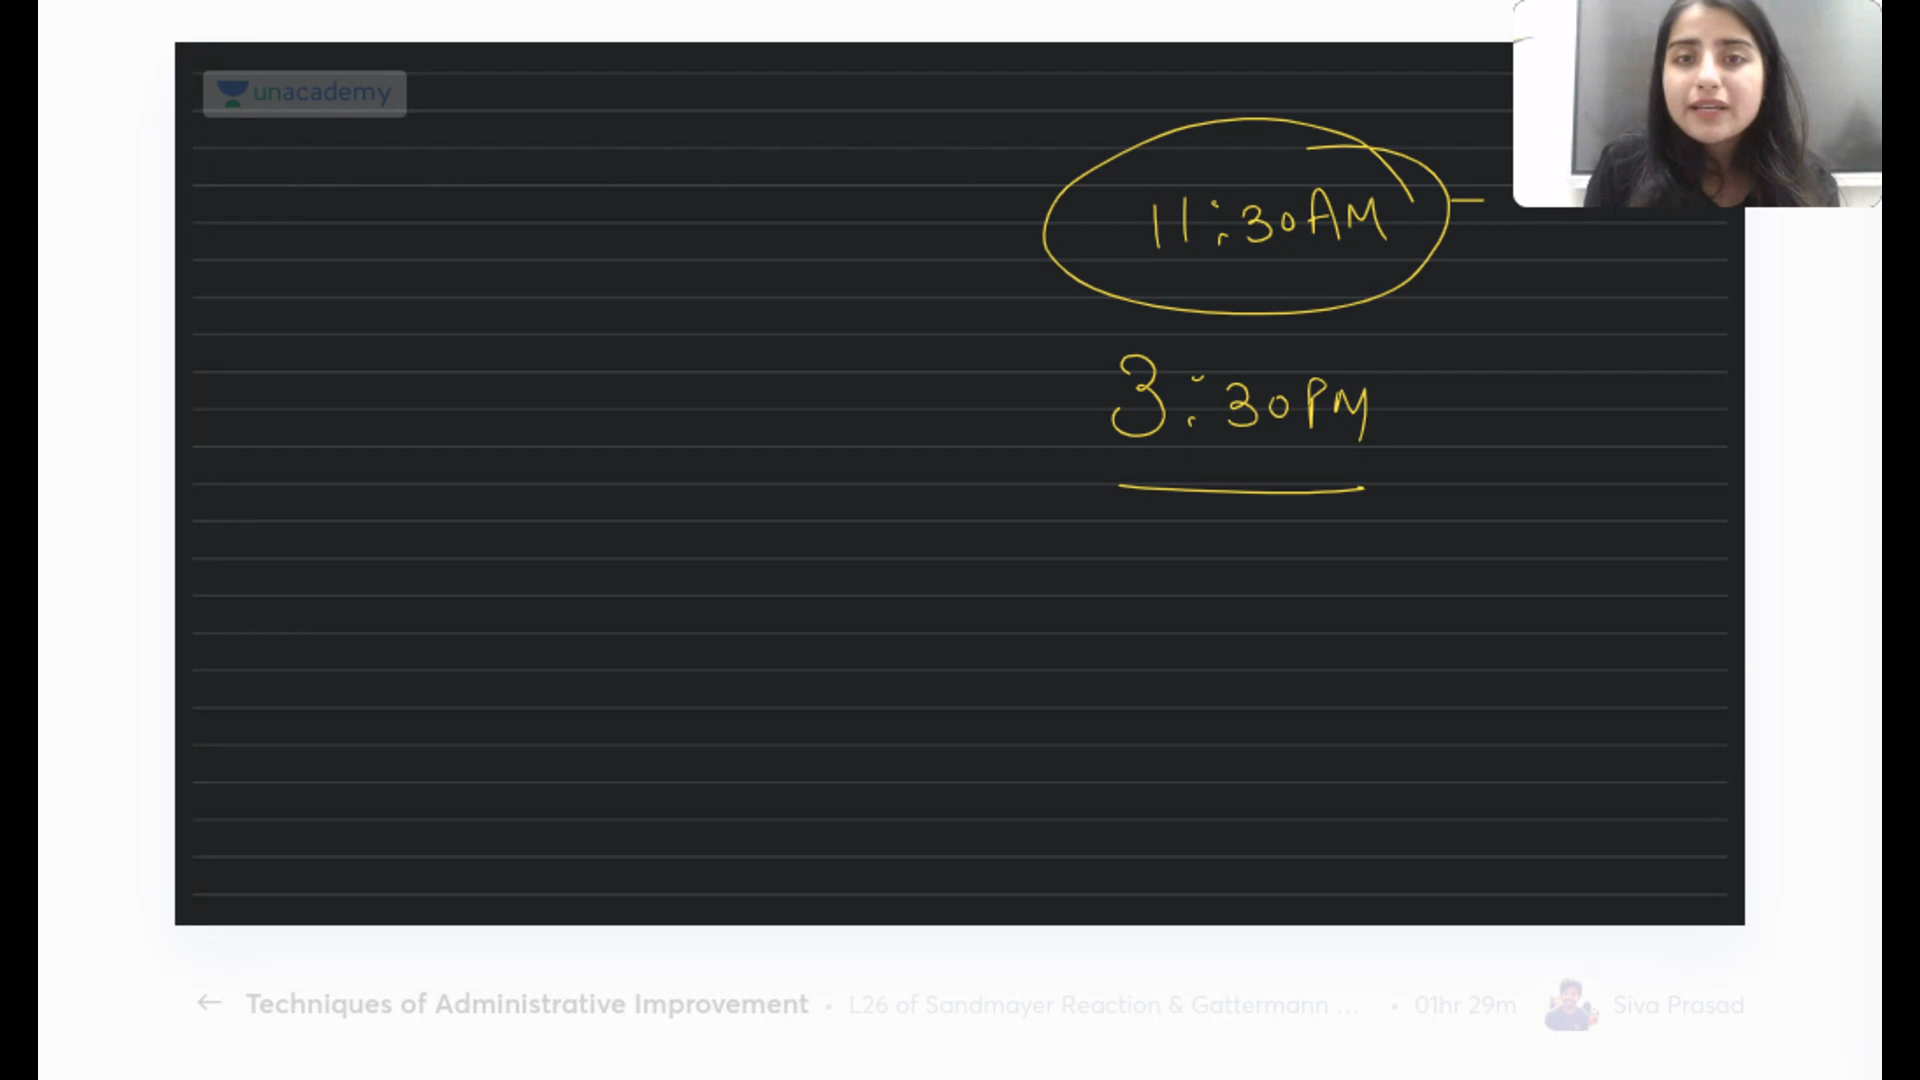 unacademy
11:30AM
3:30PM
Techniques of Administrative Improvement • L26 of Sandmayer Reaction & Gattermann ... • 01hr 29m Siva Prasad